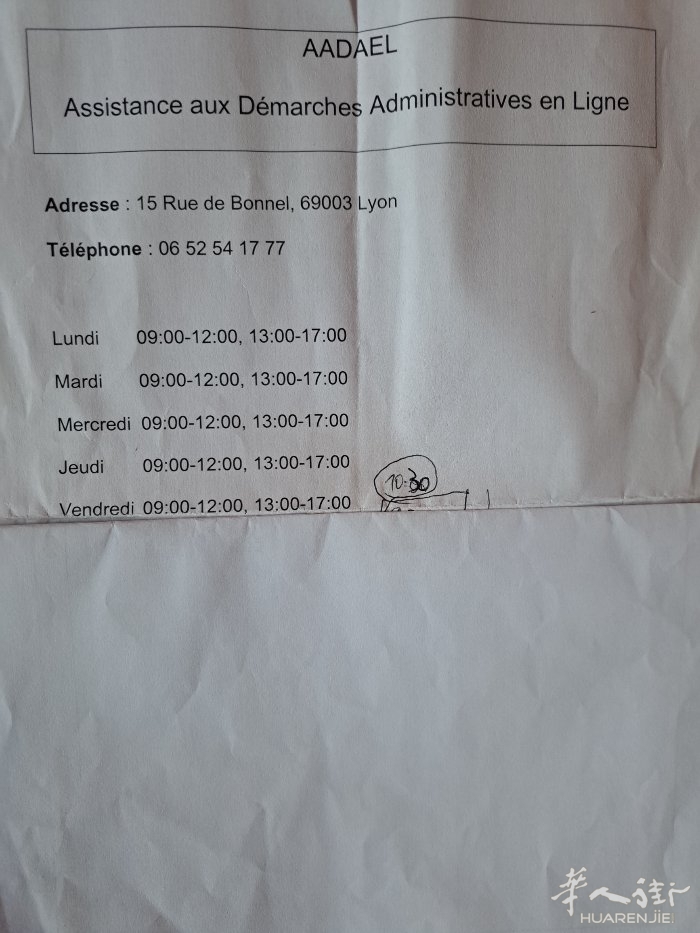 AADAEL
Assistance aux Démarches Administratives en Ligne
Adresse : 15 Rue de Bonnel, 69003 Lyon
Téléphone : 06 52 54 17 77
Lundi 09:00-12:00, 13:00-17:00
Mardi 09:00-12:00, 13:00-17:00
Mercredi 09:00-12:00, 13:00-17:00
Jeudi 09:00-12:00, 13:00-17:00
10:30
Vendredi 09:00-12:00, 13:00-17:00
華人街
HUARENJIE